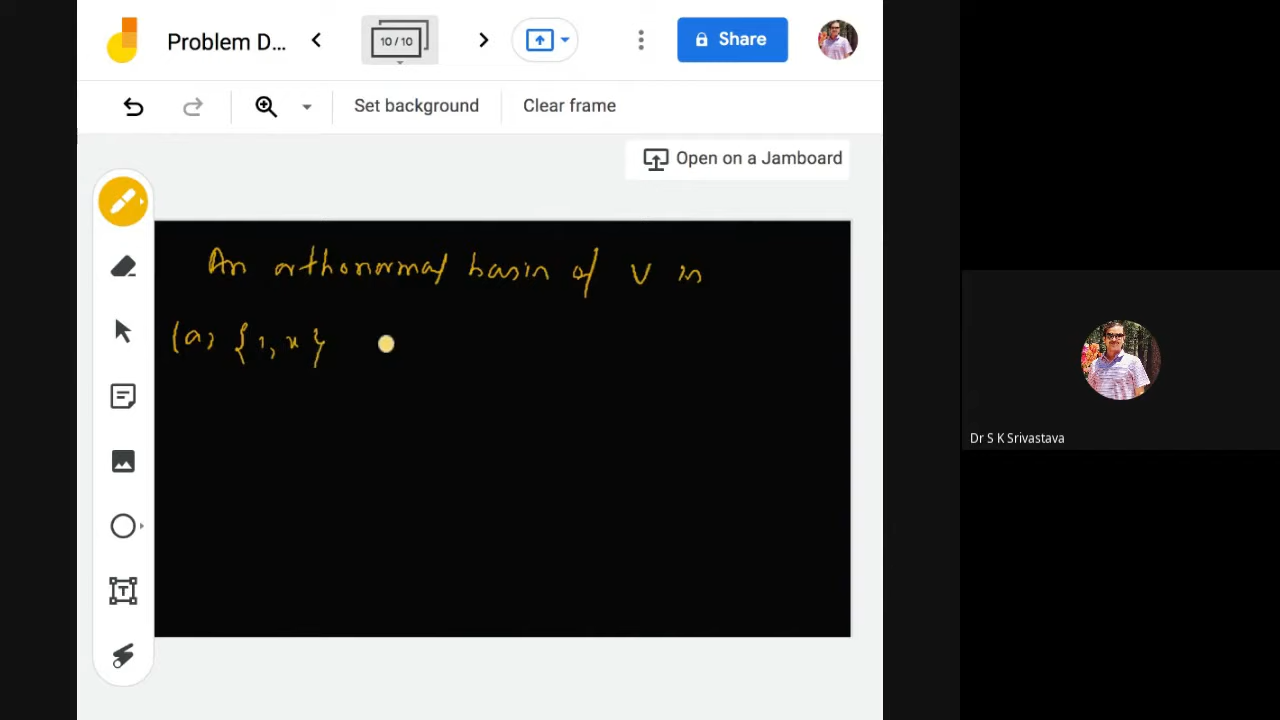 Problem D...
10 / 10
Share
Set background
Clear frame
Open on a Jamboard
An orthonormal basis of V is
(a) {1, x}
Dr S K Srivastava